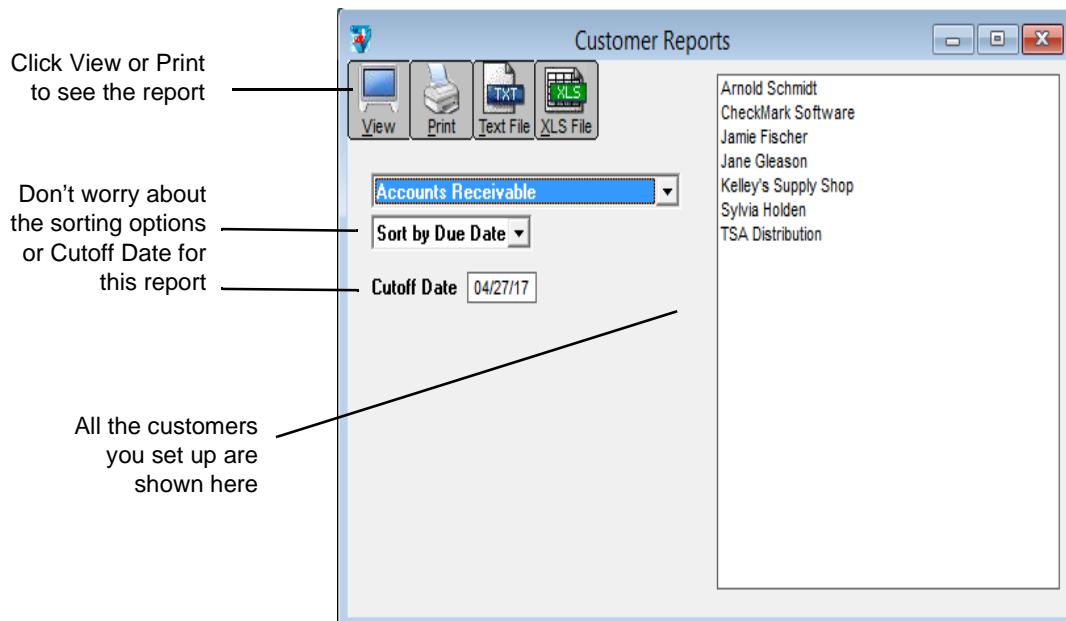 Customer Reports
Click View or Print
to see the report
View
Print
TXT
Text File
XLS
XLS File
Don’t worry about
the sorting options
or Cutoff Date for
this report
Accounts Receivable
Sort by Due Date
Cutoff Date 04/27/17
All the customers
you set up are
shown here
Arnold Schmidt
CheckMark Software
Jamie Fischer
Jane Gleason
Kelley's Supply Shop
Sylvia Holden
TSA Distribution